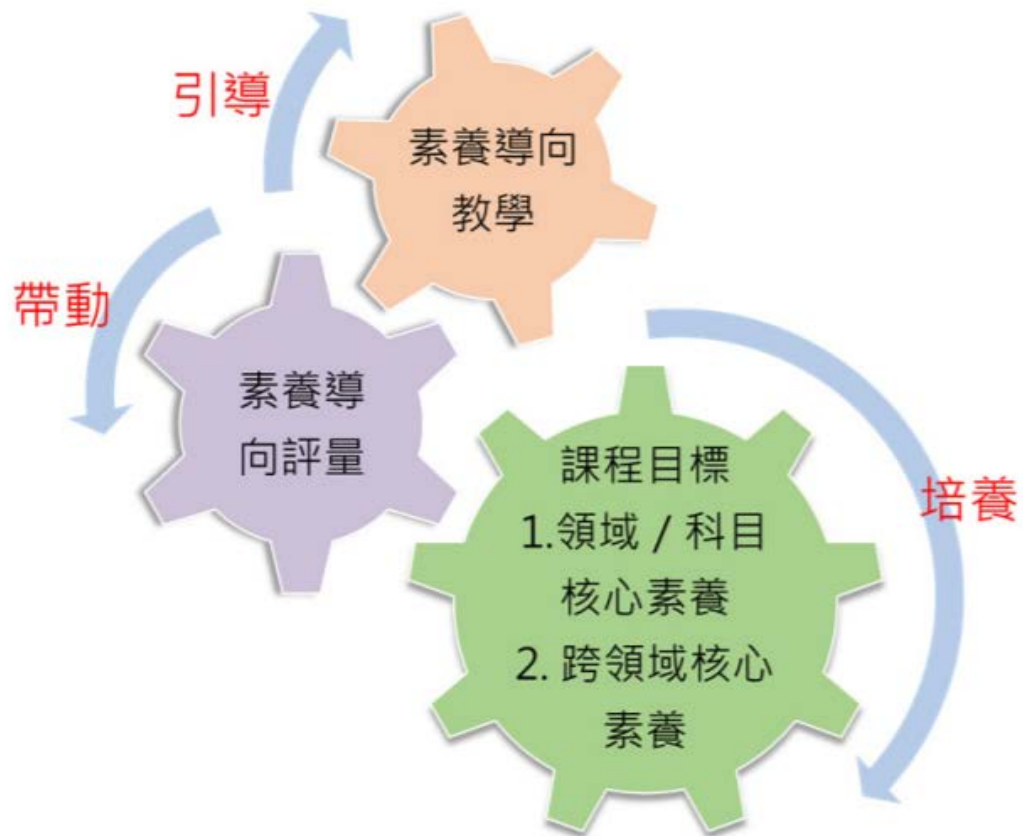 引導
素養導向
教學
帶動
素養導
向評量
課程目標
1.領域 / 科目
核心素養
2. 跨領域核心
素養
培養